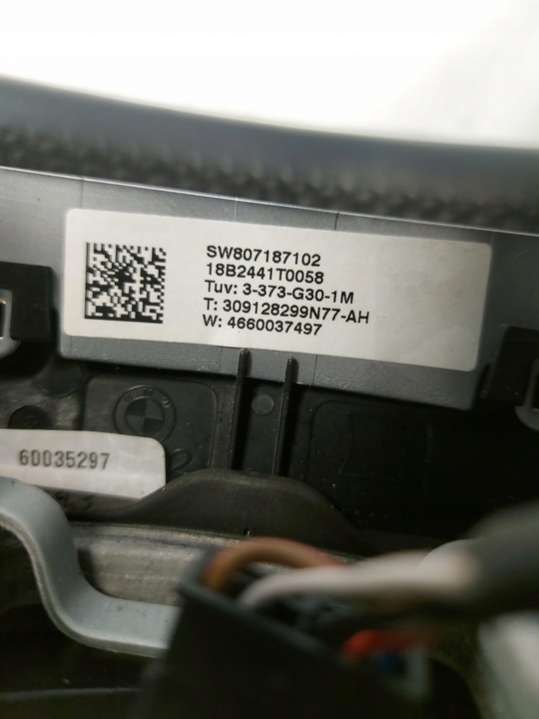 SW807187102
18B2441T0058
Tuv: 3-373-G30-1M
T: 309128299N77-AH
W: 4660037497
60035297